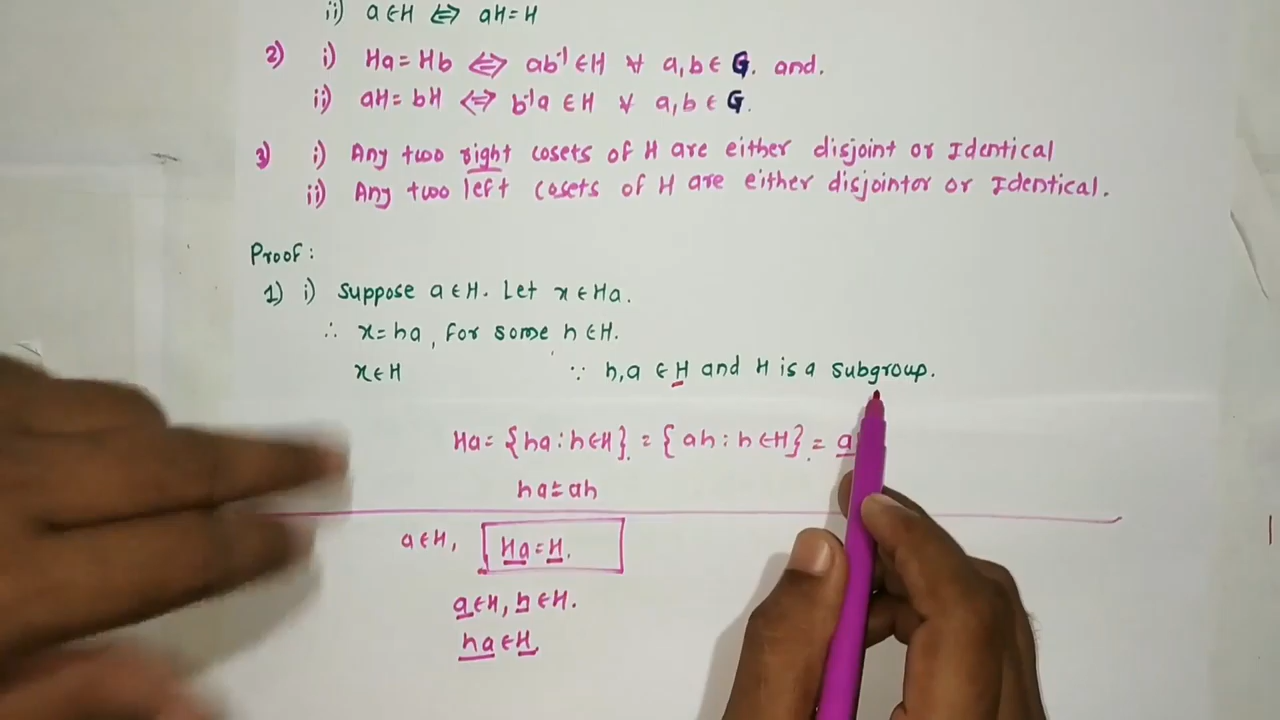 ii) a ∈ H ⇔ aH = H
2) i) Ha = Hb ⇔ ab⁻¹ ∈ H ∀ a, b ∈ G. and.
ii) aH = bH ⇔ b⁻¹a ∈ H ∀ a, b ∈ G.
3) i) Any two right cosets of H are either disjoint or Identical
ii) Any two left cosets of H are either disjointor or Identical.
Proof :
1) i) Suppose a ∈ H. Let x ∈ Ha.
∴ x = ha, for some h ∈ H.
x ∈ H ∵ h, a ∈ H and H is a subgroup.
Ha = {ha : h ∈ H}. = {ah : h ∈ H}. = a
ha = ah
a ∈ H, Ha = H.
a ∈ H, h ∈ H.
ha ∈ H.